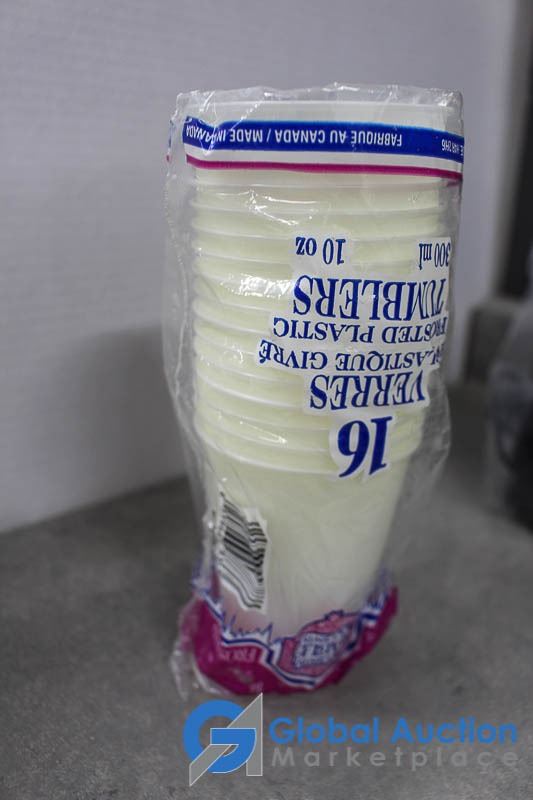 16
VERRES
PLASTIQUE GIVRÉ
FROSTED PLASTIC
TUMBLERS
300 ml 10 oz
FABRIQUÉ AU CANADA / MADE IN CANADA
Global Auction
Marketplace